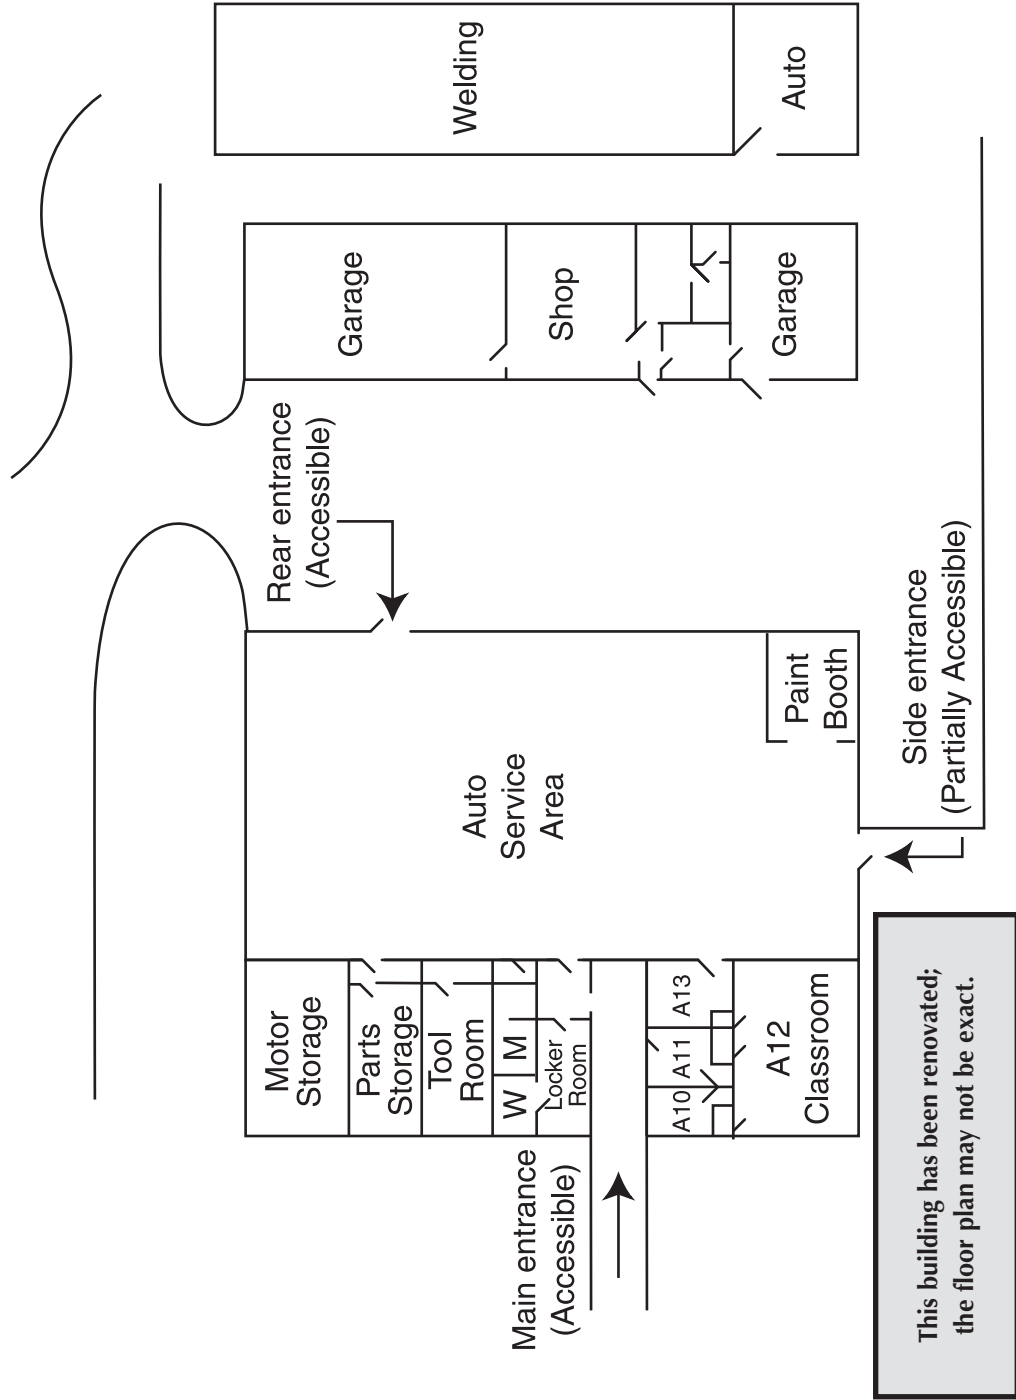 Welding
Auto
Garage
Shop
Garage
Rear entrance
(Accessible)
Auto
Service
Area
Paint
Booth
Side entrance
(Partially Accessible)
Motor
Storage
Parts
Storage
Tool
Room
W
M
Locker
Room
A10
A11
A13
A12
Classroom
Main entrance
(Accessible)
This building has been renovated;
the floor plan may not be exact.